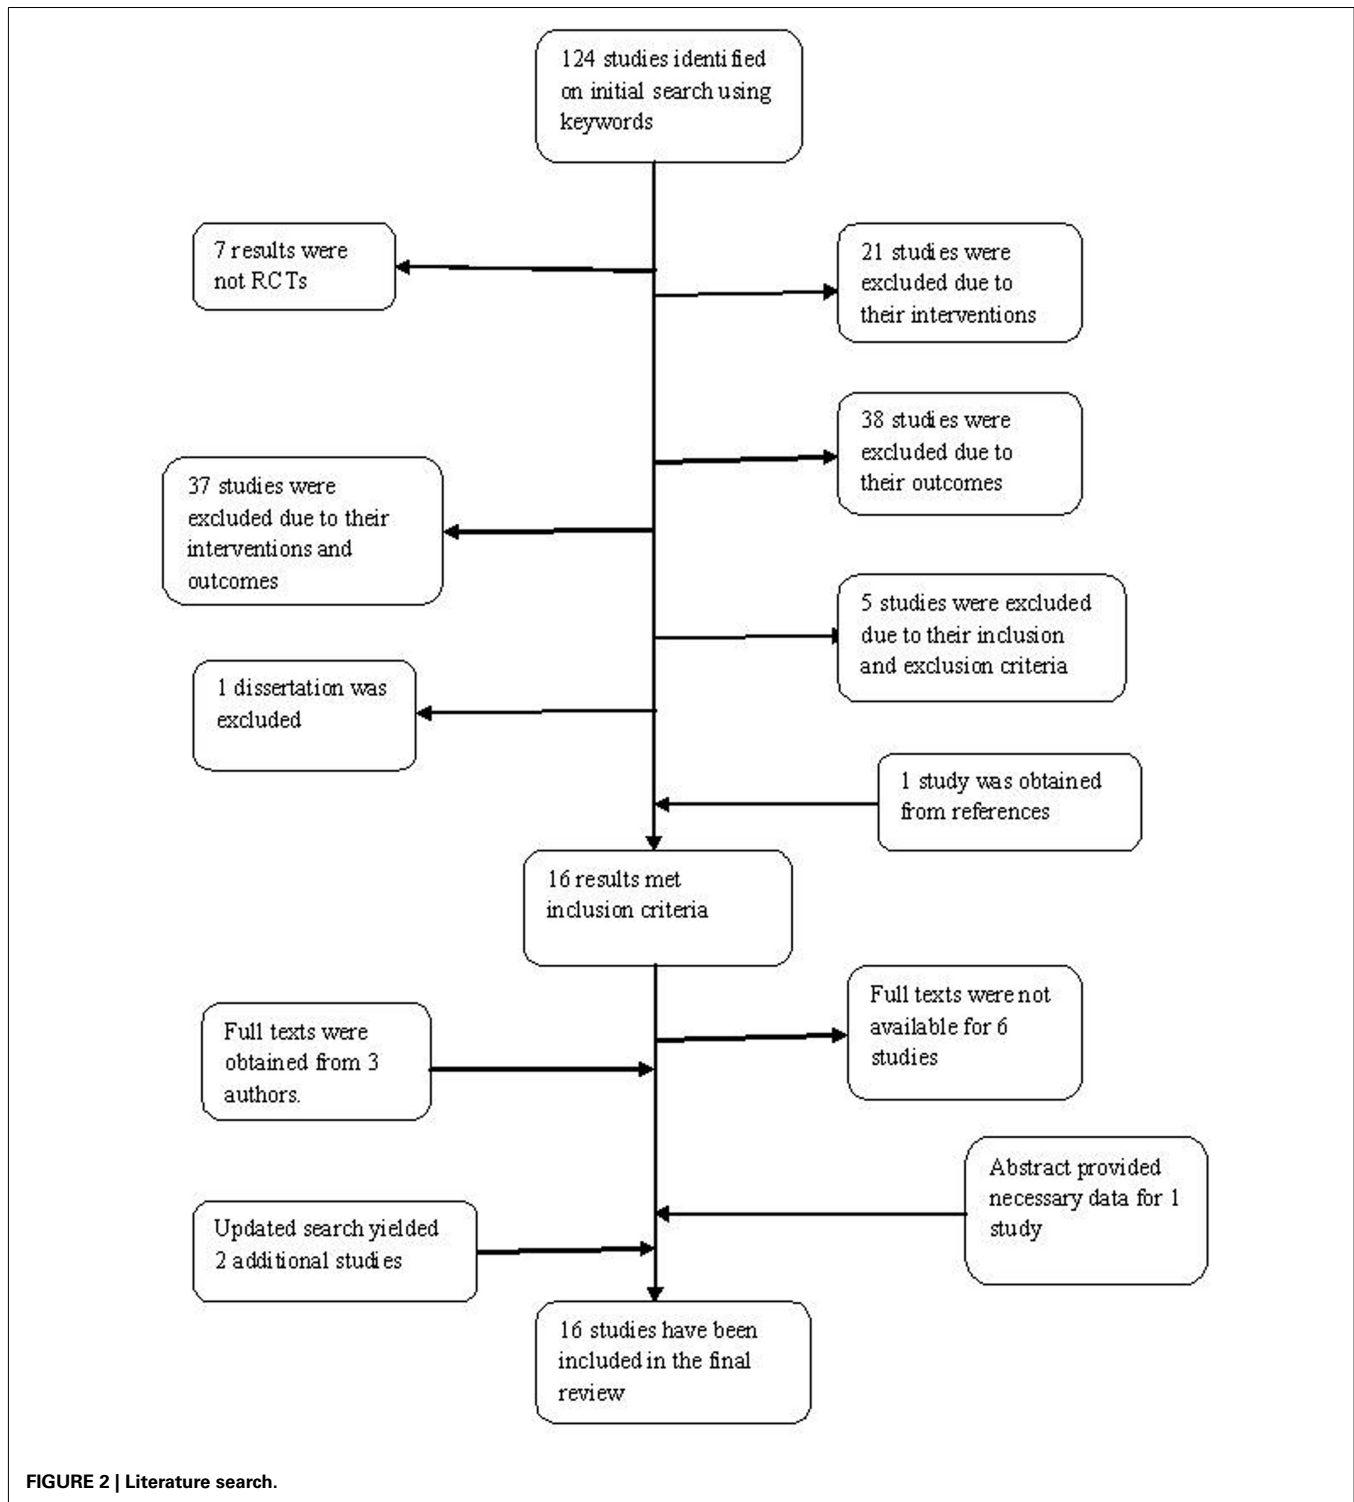 124 studies identified
on initial search using
keywords
7 results were
not RCTs
21 studies were
excluded due to
their interventions
38 studies were
excluded due to
their outcomes
37 studies were
excluded due to their
interventions and
outcomes
5 studies were excluded
due to their inclusion
and exclusion criteria
1 dissertation was
excluded
1 study was obtained
from references
16 results met
inclusion criteria
Full texts were not
available for 6
studies
Full texts were
obtained from 3
authors.
Abstract provided
necessary data for 1
study
Updated search yielded
2 additional studies
16 studies have been
included in the final
review
FIGURE 2 | Literature search.